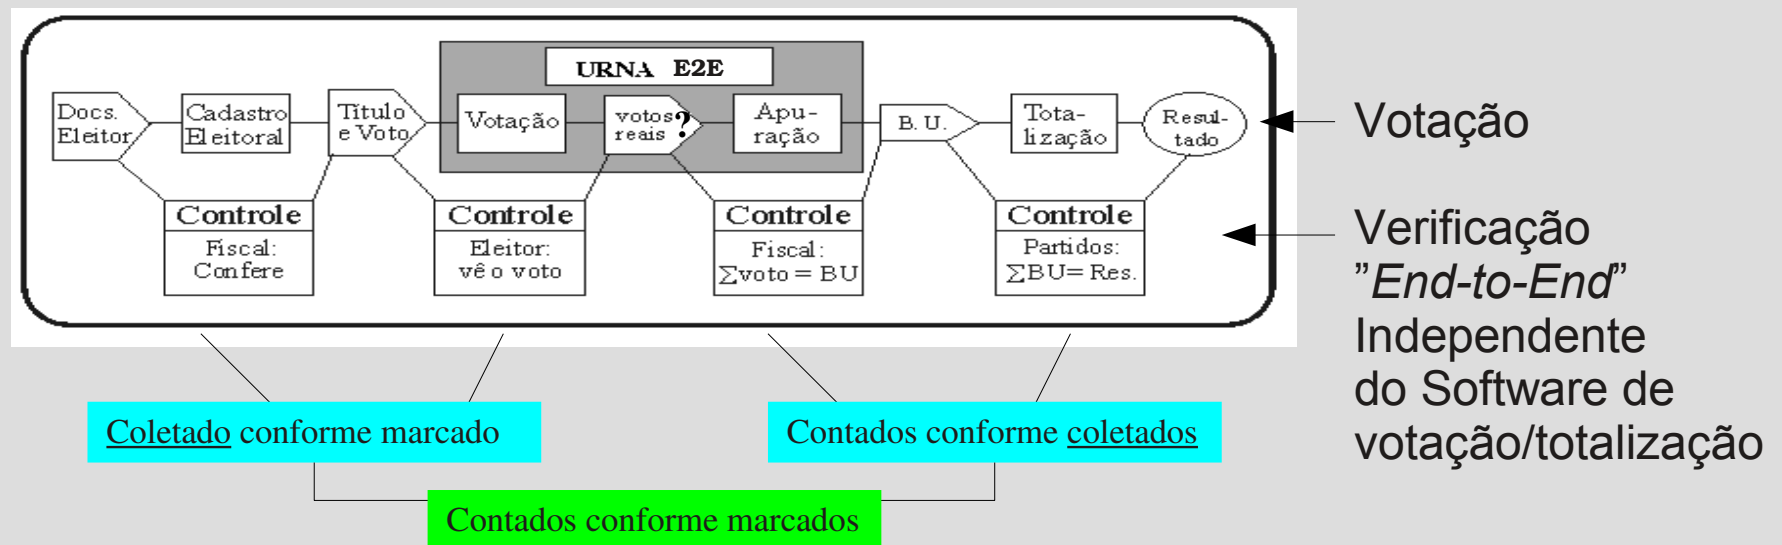 URNA E2E
Docs.
Eleitor
Cadastro
Eleitoral
Título
e Voto
Votação
votos
reais ?
Apu-
ração
B. U.
Tota-
lização
Resul-
tado
Controle
Fiscal:
Confere
Controle
Eleitor:
vê o voto
Controle
Fiscal:
∑voto = BU
Controle
Partidos:
∑BU= Res.
Votação
Verificação
”End-to-End”
Independente
do Software de
votação/totalização
Coletado conforme marcado
Contados conforme coletados
Contados conforme marcados